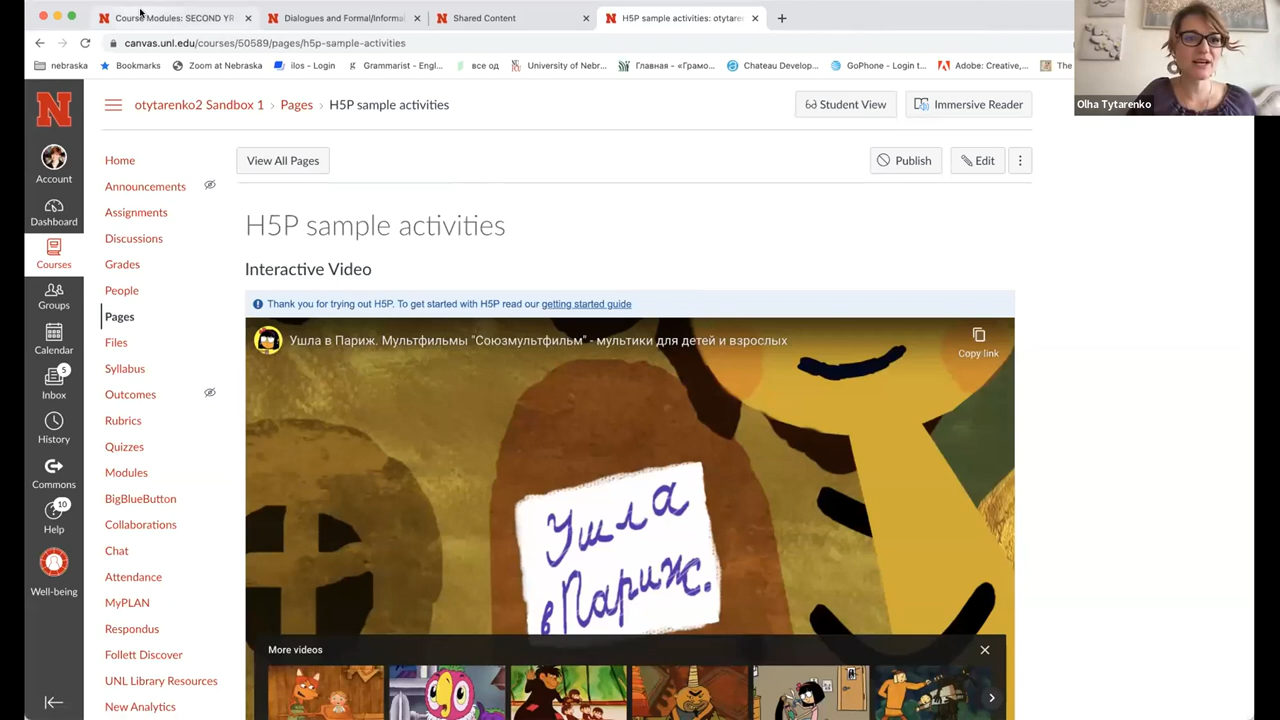 Course Modules: SECOND YR
Dialogues and Formal/Informa
Shared Content
H5P sample activities: otytaren
canvas.unl.edu/courses/50589/pages/h5p-sample-activities
nebraska
Bookmarks
Zoom at Nebraska
ilos - Login
Grammarist - Engl...
все од
University of Nebr...
Главная - «Грамо...
Chateau Develop...
GoPhone - Login t...
Adobe: Creative,...
The
Olha Tytarenko
N
otytarenko2 Sandbox 1 › Pages › H5P sample activities
Student View
Immersive Reader
Account
Dashboard
Courses
Groups
Calendar
5
Inbox
History
Commons
10
Help
Well-being
Home
Announcements
Assignments
Discussions
Grades
People
Pages
Files
Syllabus
Outcomes
Rubrics
Quizzes
Modules
BigBlueButton
Collaborations
Chat
Attendance
MyPLAN
Respondus
Follett Discover
UNL Library Resources
New Analytics
View All Pages
Publish
Edit
H5P sample activities
Interactive Video
Thank you for trying out H5P. To get started with H5P read our getting started guide
Ушла в Париж. Мультфильмы "Союзмультфильм" - мультики для детей и взрослых
Copy link
Ушла
в Париж.
More videos